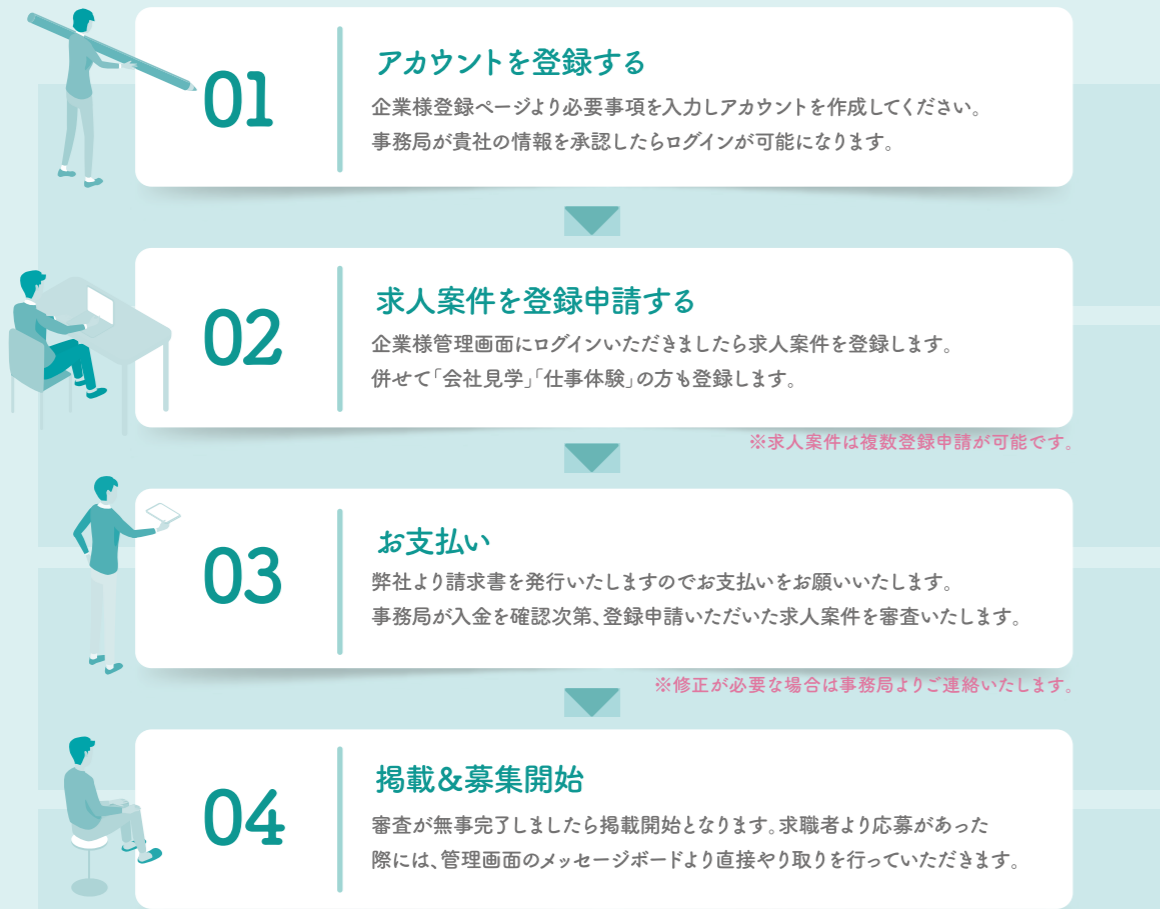 01
アカウントを登録する
企業様登録ページより必要事項を入力しアカウントを作成してください。
事務局が貴社の情報を承認したらログインが可能になります。
02
求人案件を登録申請する
企業様管理画面にログインいただきましたら求人案件を登録します。
併せて「会社見学」「仕事体験」の方も登録します。
※求人案件は複数登録申請が可能です。
03
お支払い
弊社より請求書を発行いたしますのでお支払いをお願いいたします。
事務局が入金を確認次第、登録申請いただいた求人案件を審査いたします。
※修正が必要な場合は事務局よりご連絡いたします。
04
掲載&募集開始
審査が無事完了しましたら掲載開始となります。求職者より応募があった
際には、管理画面のメッセージボードより直接やり取りを行っていただきます。